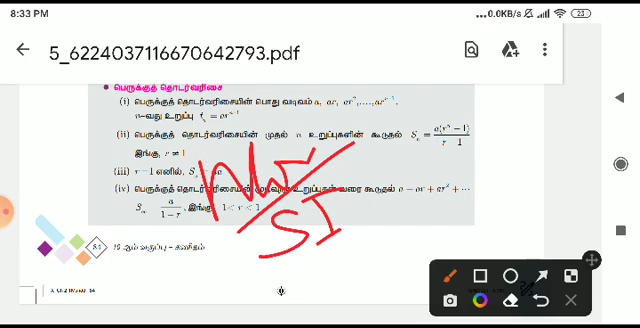 8:33 PM ...0.0KB/s 23
5_6224037116670642793.pdf
பெருக்குத் தொடர்வரிசை
(i) பெருக்குத் தொடர்வரிசையின் பொது வடிவம் a, ar, ar²,....,arⁿ⁻¹,
n-வது உறுப்பு tₙ = arⁿ⁻¹
(ii) பெருக்குத் தொடர்வரிசையின் முதல் n உறுப்புகளின் கூடுதல் Sₙ = a(rⁿ − 1) / r − 1
இங்கு, r ≠ 1
(iii) r = 1 எனில், Sₙ = na
(iv) பெருக்குத் தொடர்வரிசையின் உறுப்புகள் வரை கூடுதல் a + ar + ar² + ⋯
S∞ = a / 1 − r , இங்கு 1 < r < 1
84 10 ஆம் வகுப்பு – கணிதம்
SI